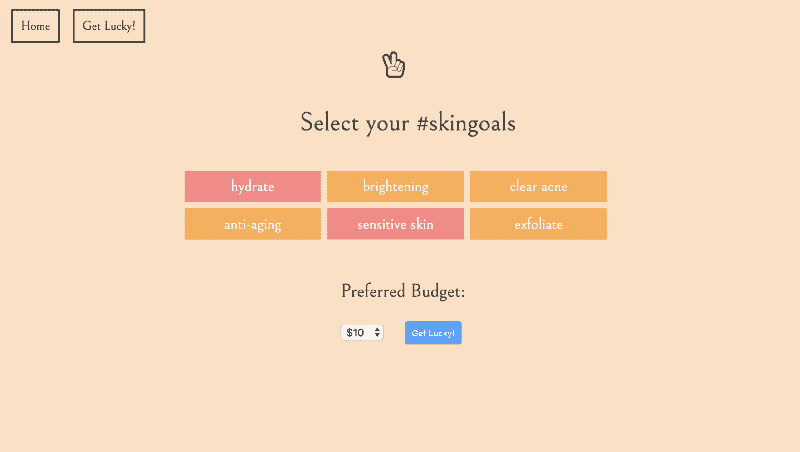 Home Get Lucky!
Select your #skingoals
hydrate brightening clear acne
anti-aging sensitive skin exfoliate
Preferred Budget:
$10 Get Lucky!